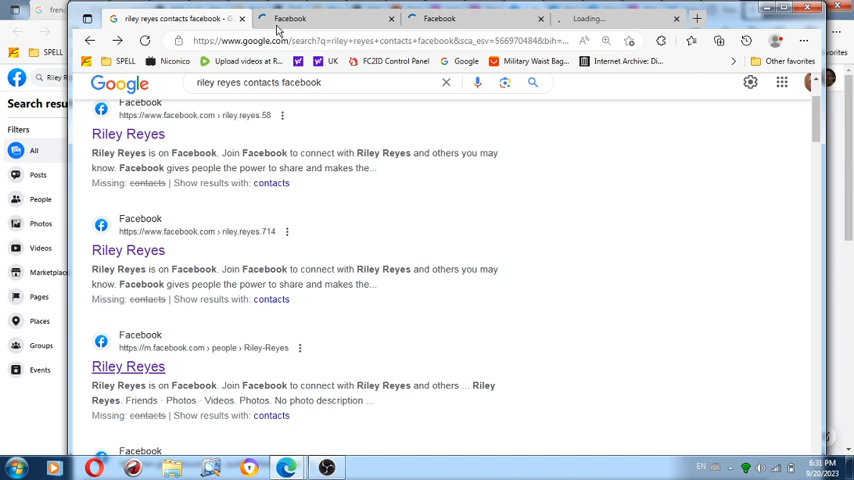 riley reyes contacts facebook - G
Facebook
Facebook
Loading...
https://www.google.com/search?q=riley+reyes+contacts+facebook&sca_esv=566970484&bih=...
SPELL
Niconico
Upload videos at R...
UK
FC2ID Control Panel
Google
Military Waist Bag...
Internet Archive: Di...
Other favorites
fren
SPELL
Riley R
Search resu
Filters
All
Posts
People
Photos
Videos
Marketplac
Pages
Places
Groups
Events
Google
riley reyes contacts facebook
Facebook
https://www.facebook.com › riley.reyes.58
Riley Reyes
Riley Reyes is on Facebook. Join Facebook to connect with Riley Reyes and others you may
know. Facebook gives people the power to share and makes the...
Missing: contacts | Show results with: contacts
Facebook
https://www.facebook.com › riley.reyes.714
Riley Reyes
Riley Reyes is on Facebook. Join Facebook to connect with Riley Reyes and others you may
know. Facebook gives people the power to share and makes the...
Missing: contacts | Show results with: contacts
Facebook
https://m.facebook.com › people › Riley-Reyes
Riley Reyes
Riley Reyes is on Facebook. Join Facebook to connect with Riley Reyes and others ... Riley
Reyes. Friends · Photos · Videos. Photos. No photo description ...
Missing: contacts | Show results with: contacts
Facebook
EN
6:31 PM
9/20/2023